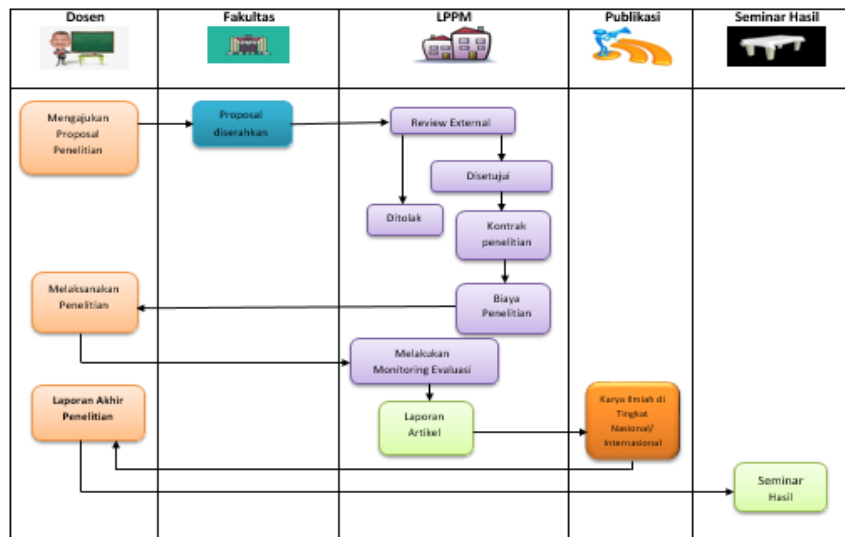 Dosen
Fakultas
LPPM
Publikasi
Seminar Hasil
Mengajukan
Proposal
Penelitian
Proposal
diserahkan
Review External
Disetujui
Ditolak
Kontrak
penelitian
Melaksanakan
Penelitian
Biaya
Penelitian
Melakukan
Monitoring Evaluasi
Laporan Akhir
Penelitian
Laporan
Artikel
Karya Ilmiah di
Tingkat
Nasional/
Internasional
Seminar
Hasil